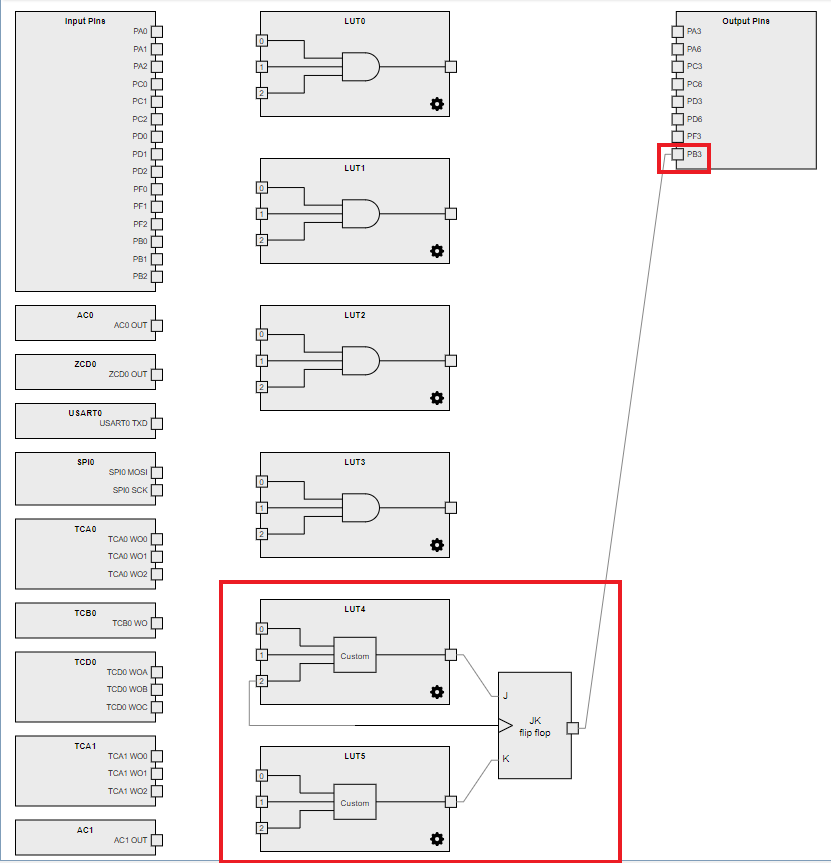 Input Pins
PA0
PA1
PA2
PC0
PC1
PC2
PD0
PD1
PD2
PF0
PF1
PF2
PB0
PB1
PB2
AC0
AC0 OUT
ZCD0
ZCD0 OUT
USART0
USART0 TXD
SPI0
SPI0 MOSI
SPI0 SCK
TCA0
TCA0 WO0
TCA0 WO1
TCA0 WO2
TCB0
TCB0 WO
TCD0
TCD0 WOA
TCD0 WOB
TCD0 WOC
TCA1
TCA1 WO0
TCA1 WO1
TCA1 WO2
AC1
AC1 OUT
LUT0
0
1
2
LUT1
0
1
2
LUT2
0
1
2
LUT3
0
1
2
LUT4
0
1
Custom
2
LUT5
0
1
Custom
2
J
JK
flip flop
K
Output Pins
PA3
PA6
PC3
PC6
PD3
PD6
PF3
PB3